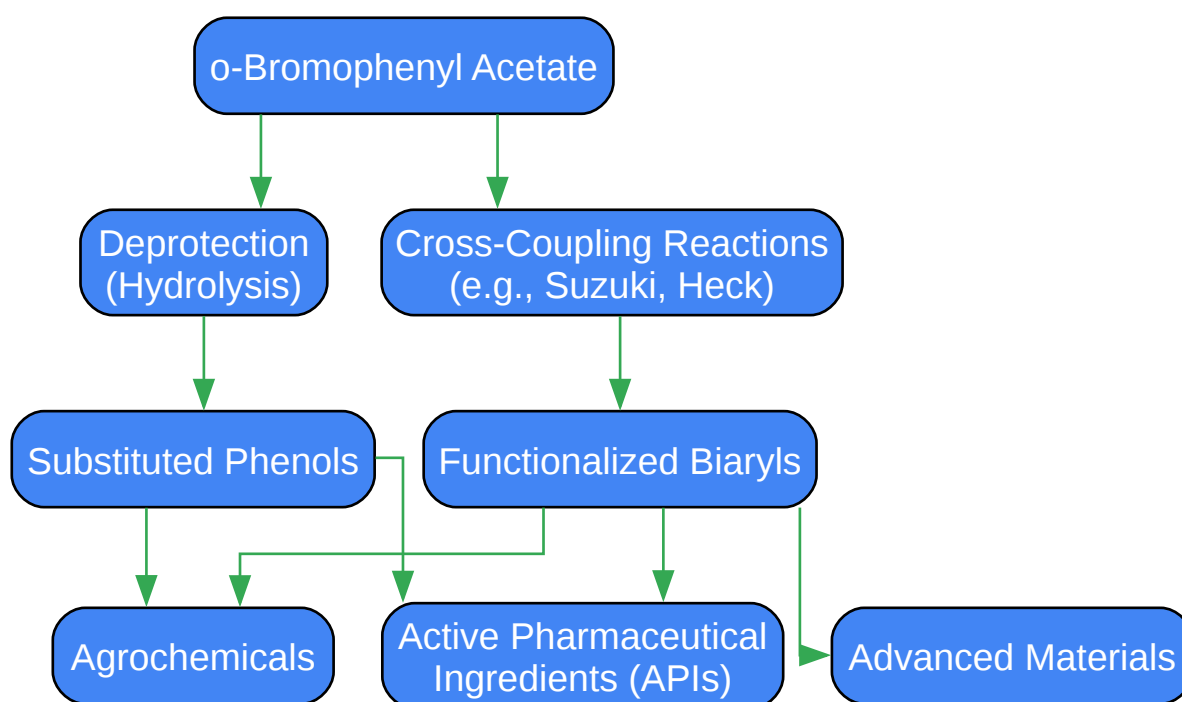 o-Bromophenyl Acetate
Deprotection
(Hydrolysis)
Cross-Coupling Reactions
(e.g., Suzuki, Heck)
Substituted Phenols
Functionalized Biaryls
Agrochemicals
Active Pharmaceutical
Ingredients (APIs)
Advanced Materials